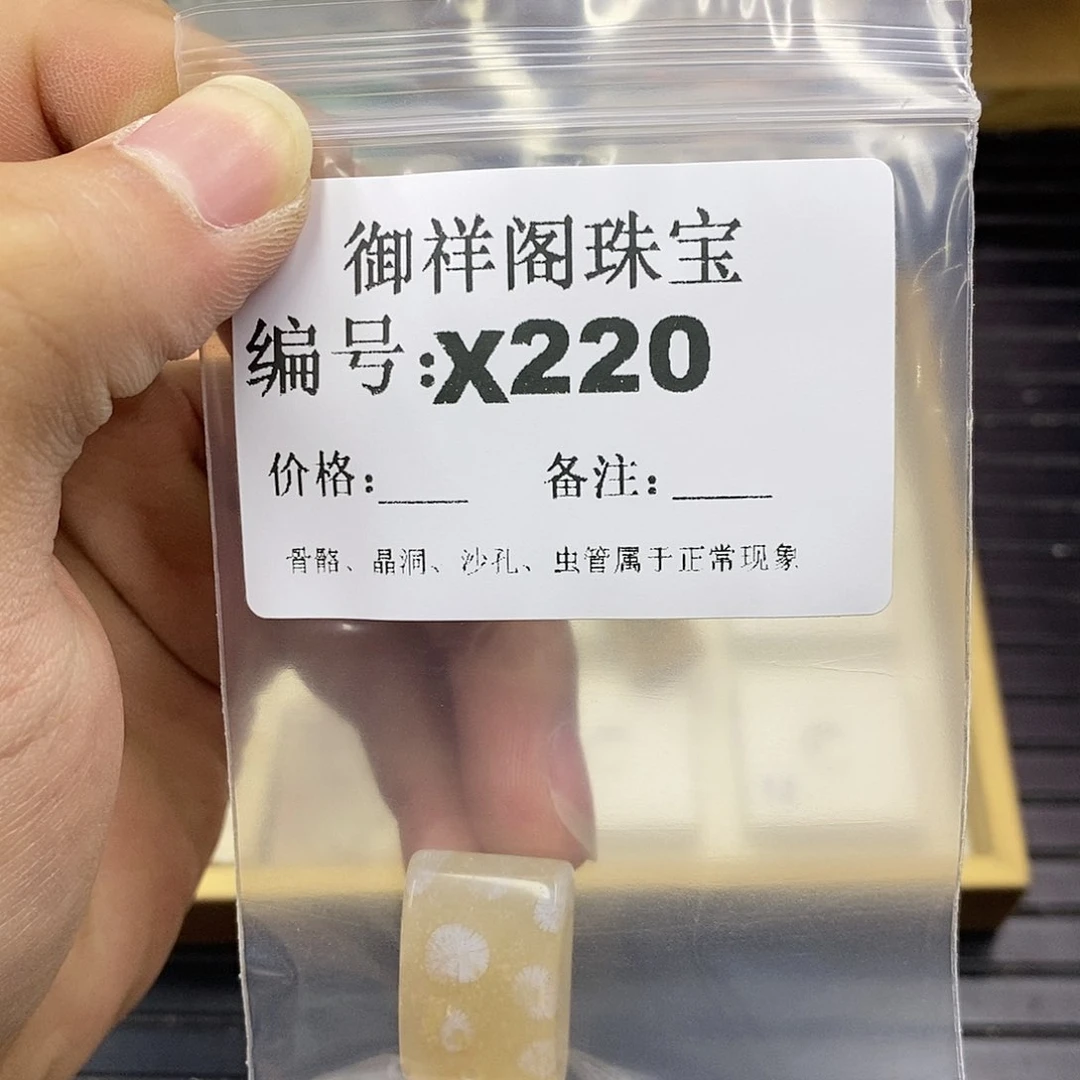 御祥阁珠宝
编号:X220
价格:____ 备注:____
骨骼、晶洞、沙孔、虫管属于正常现象